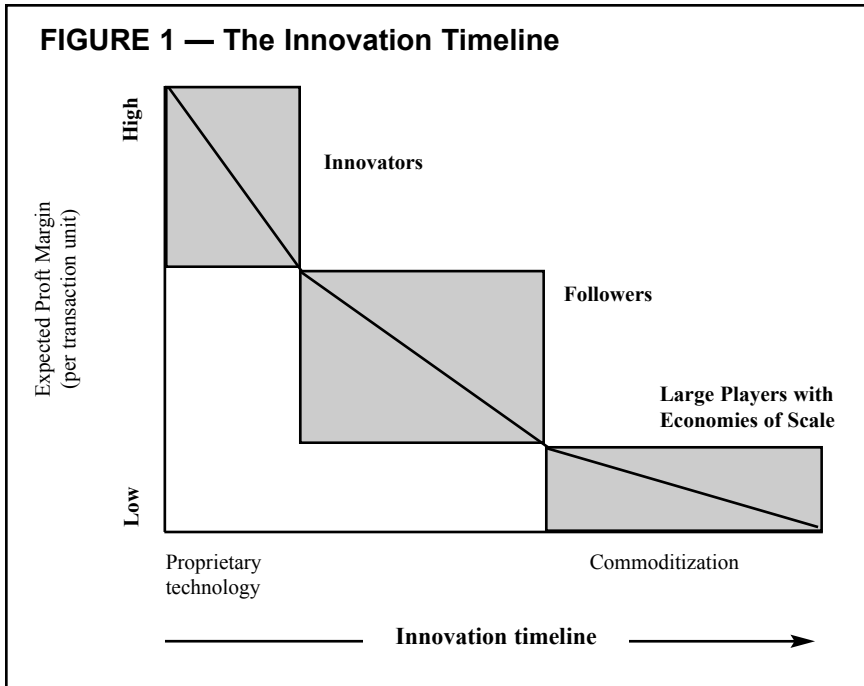 FIGURE 1 — The Innovation Timeline
High
Innovators
Expected Proft Margin
(per transaction unit)
Followers
Large Players with
Economies of Scale
Low
Proprietary
technology
Commoditization
Innovation timeline